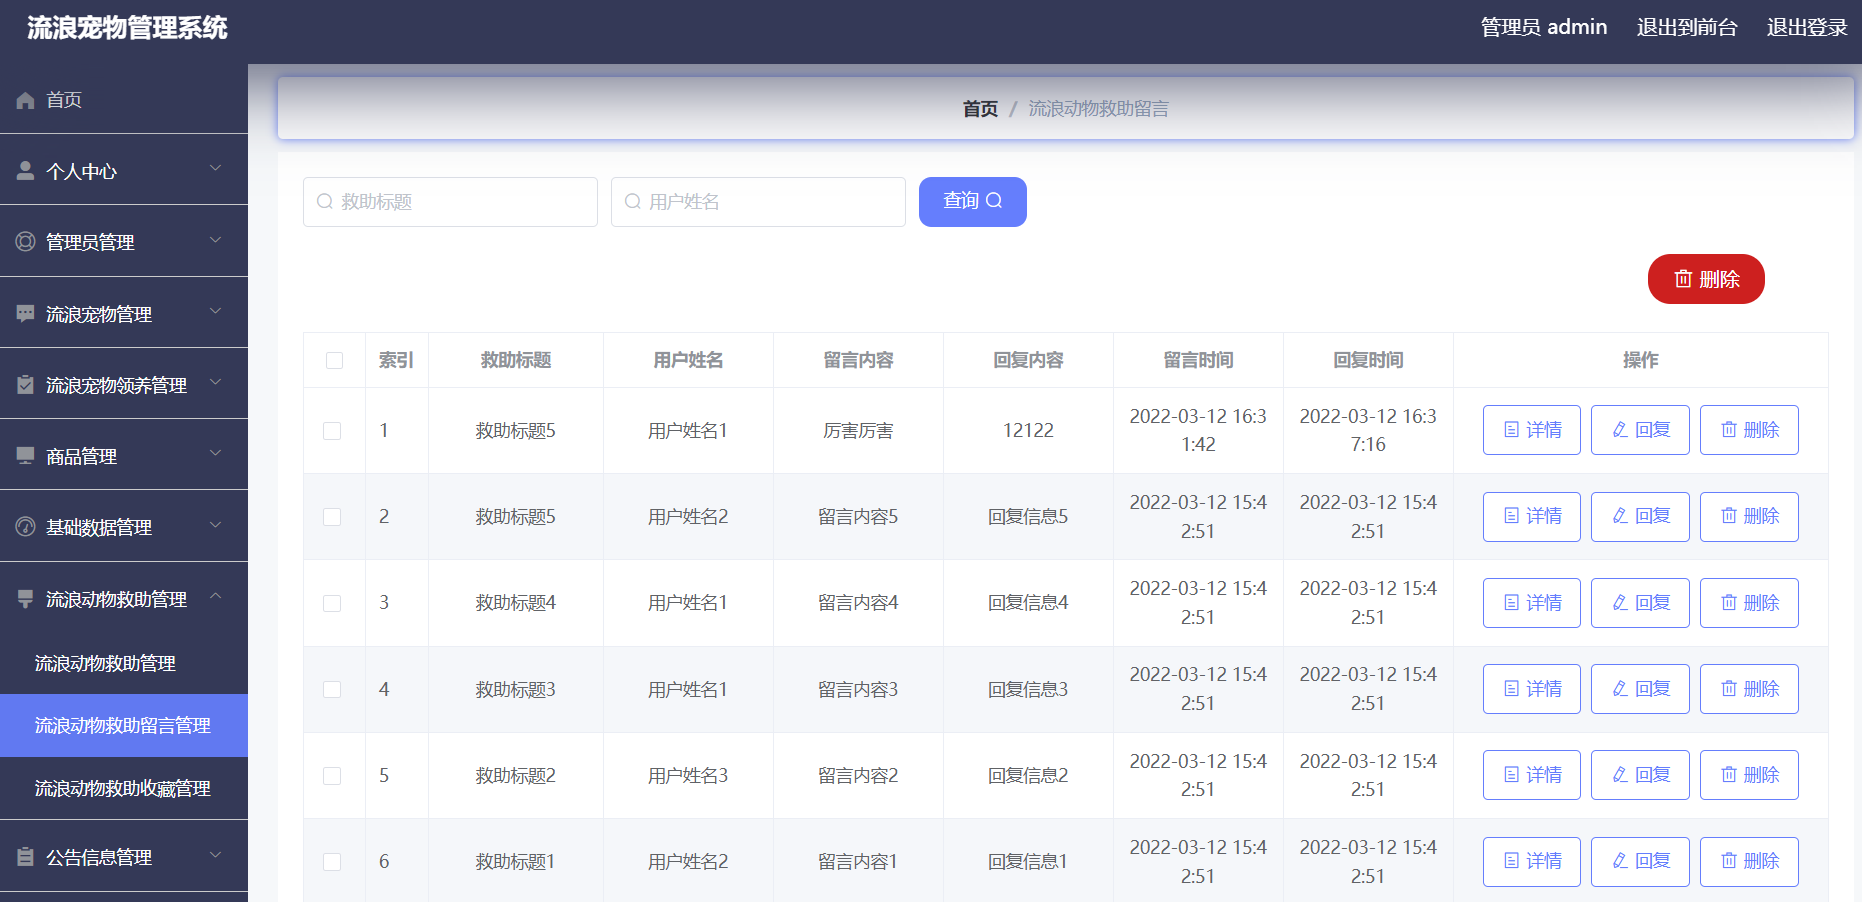 流浪宠物管理系统
管理员 admin 退出到前台 退出登录
首页
个人中心
管理员管理
流浪宠物管理
流浪宠物领养管理
商品管理
基础数据管理
流浪动物救助管理
流浪动物救助管理
流浪动物救助留言管理
流浪动物救助收藏管理
公告信息管理
首页 / 流浪动物救助留言
救助标题 用户姓名 查询
删除
索引 救助标题 用户姓名 留言内容 回复内容 留言时间 回复时间 操作
1 救助标题5 用户姓名1 厉害厉害 12122 2022-03-12 16:31:42 2022-03-12 16:37:16 详情 回复 删除
2 救助标题5 用户姓名2 留言内容5 回复信息5 2022-03-12 15:42:51 2022-03-12 15:42:51 详情 回复 删除
3 救助标题4 用户姓名1 留言内容4 回复信息4 2022-03-12 15:42:51 2022-03-12 15:42:51 详情 回复 删除
4 救助标题3 用户姓名1 留言内容3 回复信息3 2022-03-12 15:42:51 2022-03-12 15:42:51 详情 回复 删除
5 救助标题2 用户姓名3 留言内容2 回复信息2 2022-03-12 15:42:51 2022-03-12 15:42:51 详情 回复 删除
6 救助标题1 用户姓名2 留言内容1 回复信息1 2022-03-12 15:42:51 2022-03-12 15:42:51 详情 回复 删除